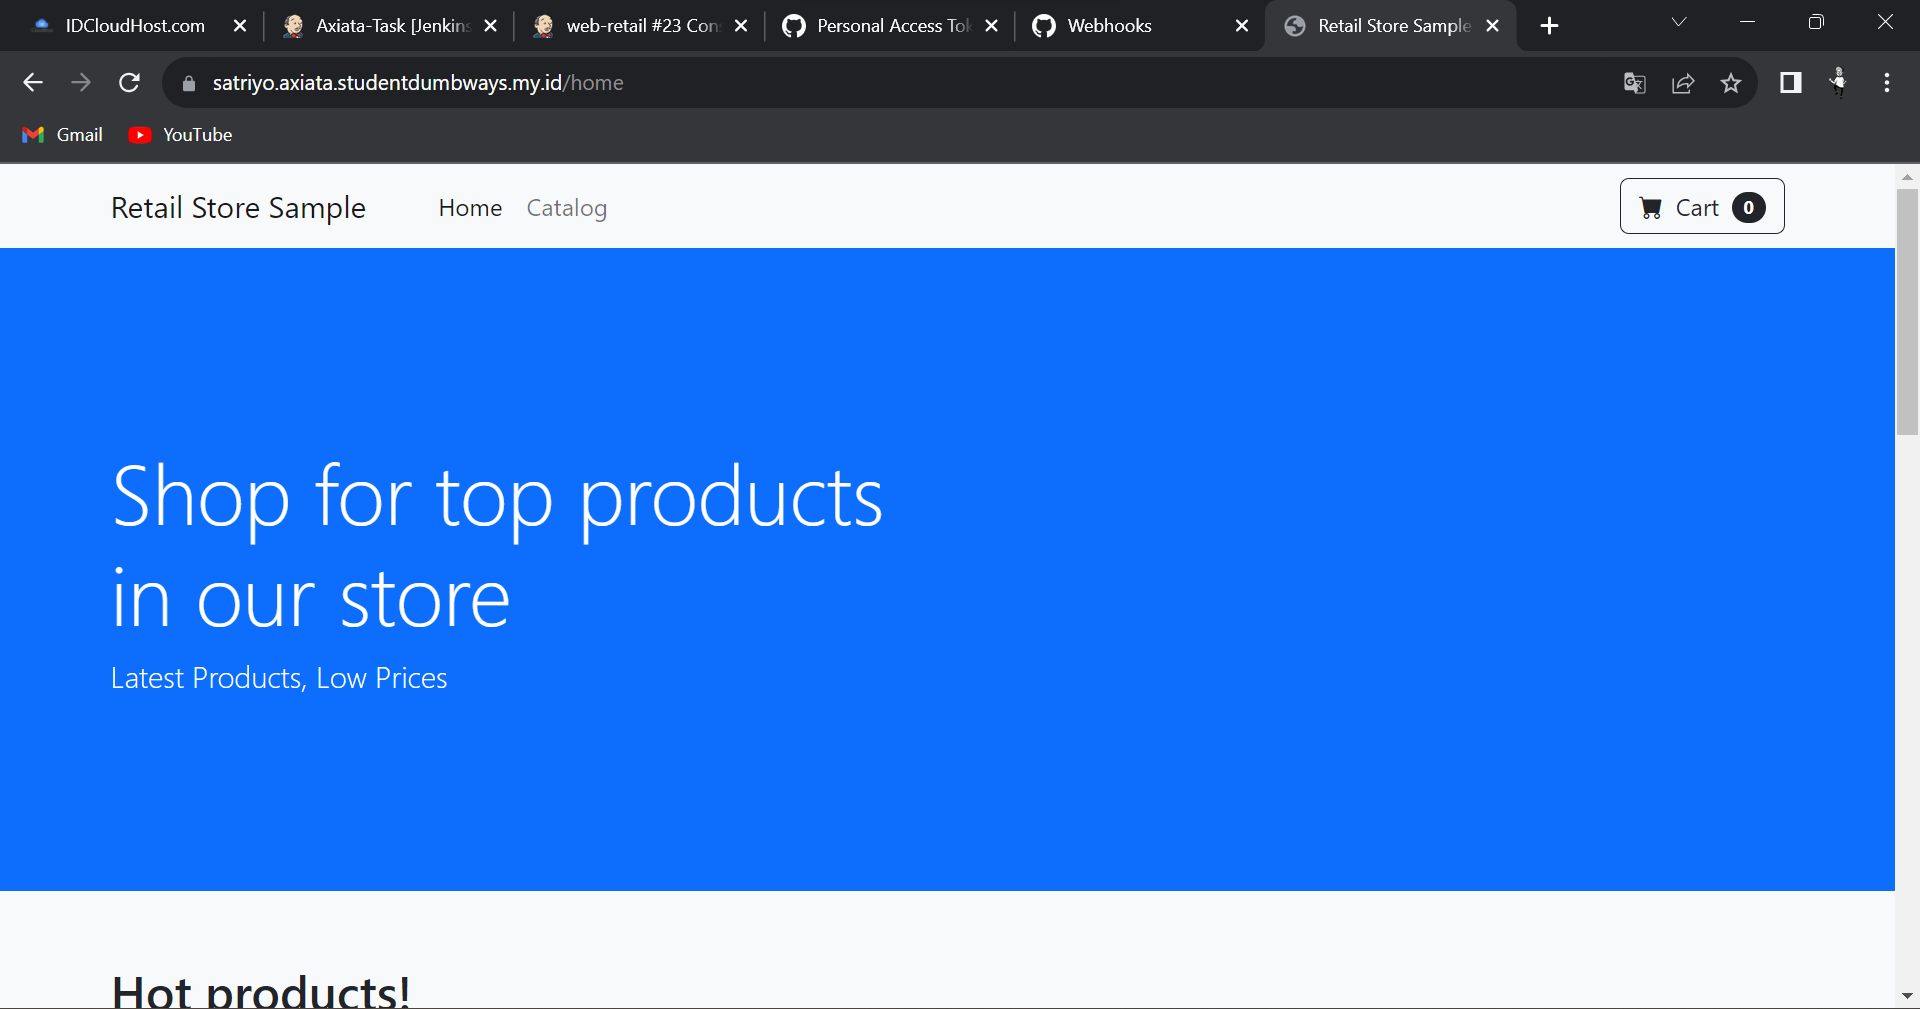 IDCloudHost.com
Axiata-Task [Jenkins
web-retail #23 Con
Personal Access Tok
Webhooks
Retail Store Sample
satriyo.axiata.studentdumbways.my.id/home
Gmail
YouTube
Retail Store Sample
Home
Catalog
Cart 0
Shop for top products
in our store
Latest Products, Low Prices
Hot products!